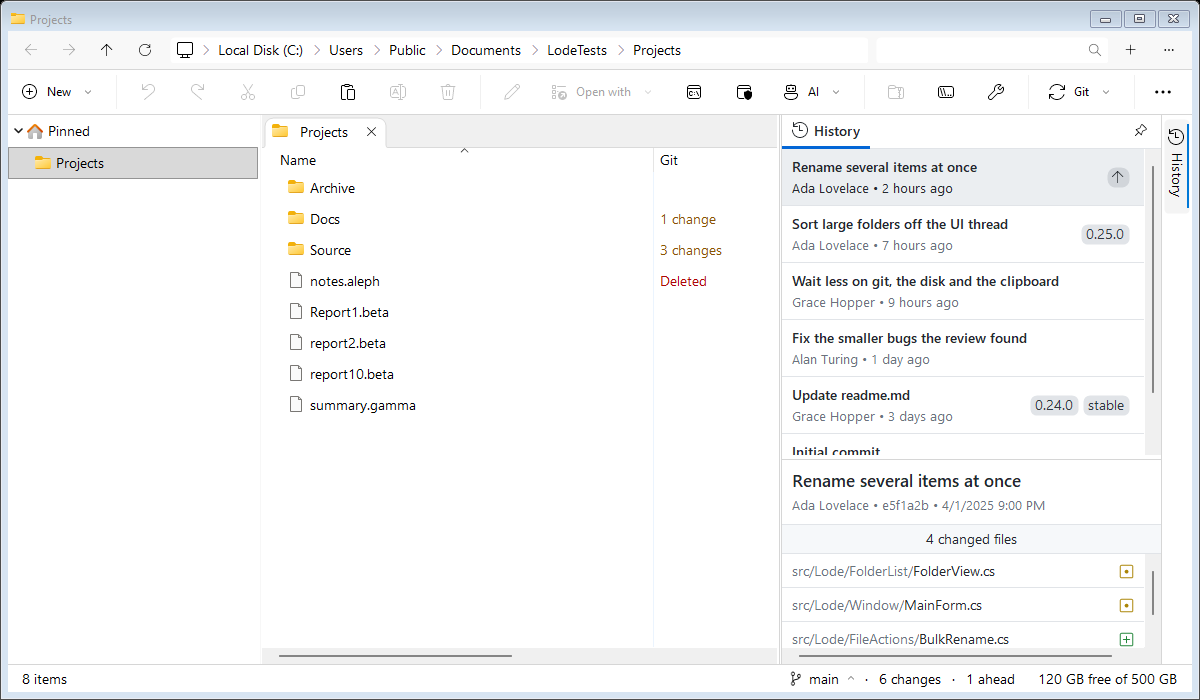 Projects
Local Disk (C:) Users Public Documents LodeTests Projects
New Open with AI Git
Pinned
Projects
Projects
Name Git
Archive
Docs 1 change
Source 3 changes
notes.aleph Deleted
Report1.beta
report2.beta
report10.beta
summary.gamma
History
Rename several items at once
Ada Lovelace • 2 hours ago
Sort large folders off the UI thread
Ada Lovelace • 7 hours ago
0.25.0
Wait less on git, the disk and the clipboard
Grace Hopper • 9 hours ago
Fix the smaller bugs the review found
Alan Turing • 1 day ago
Update readme.md
Grace Hopper • 3 days ago
0.24.0 stable
Initial commit
Rename several items at once
Ada Lovelace • e5f1a2b • 4/1/2025 9:00 PM
4 changed files
src/Lode/FolderList/FolderView.cs
src/Lode/Window/MainForm.cs
src/Lode/FileActions/BulkRename.cs
History
8 items
main · 6 changes · 1 ahead 120 GB free of 500 GB